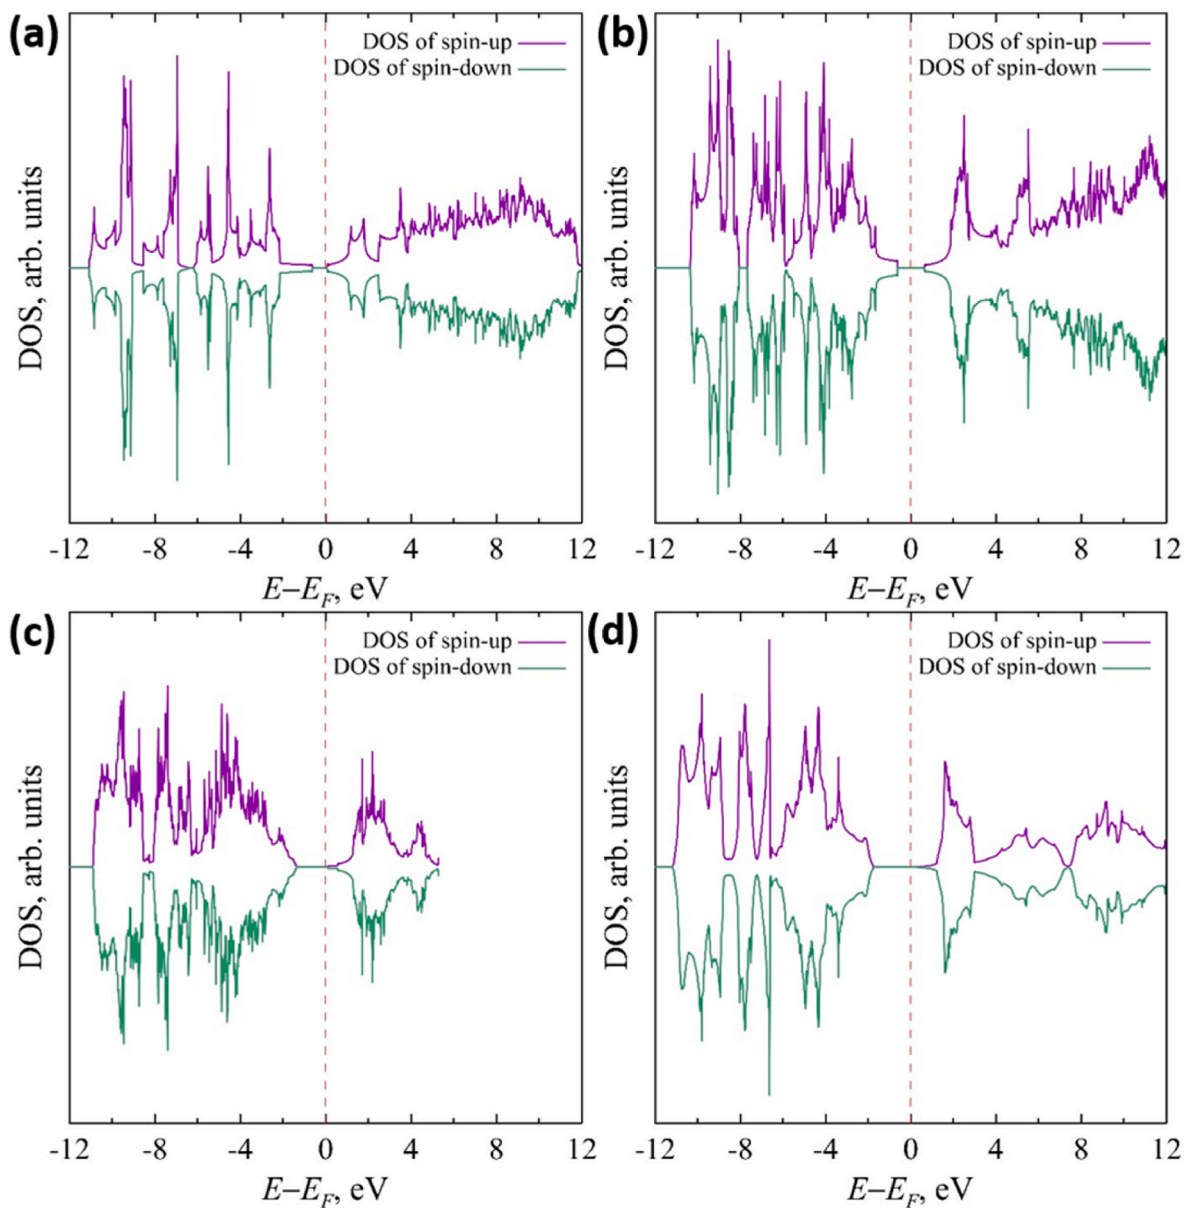 (a)
DOS of spin-up
DOS of spin-down
DOS, arb. units
-12 -8 -4 0 4 8 12
E–E_F, eV
(b)
DOS of spin-up
DOS of spin-down
DOS, arb. units
-12 -8 -4 0 4 8 12
E–E_F, eV
(c)
DOS of spin-up
DOS of spin-down
DOS, arb. units
-12 -8 -4 0 4 8 12
E–E_F, eV
(d)
DOS of spin-up
DOS of spin-down
DOS, arb. units
-12 -8 -4 0 4 8 12
E–E_F, eV